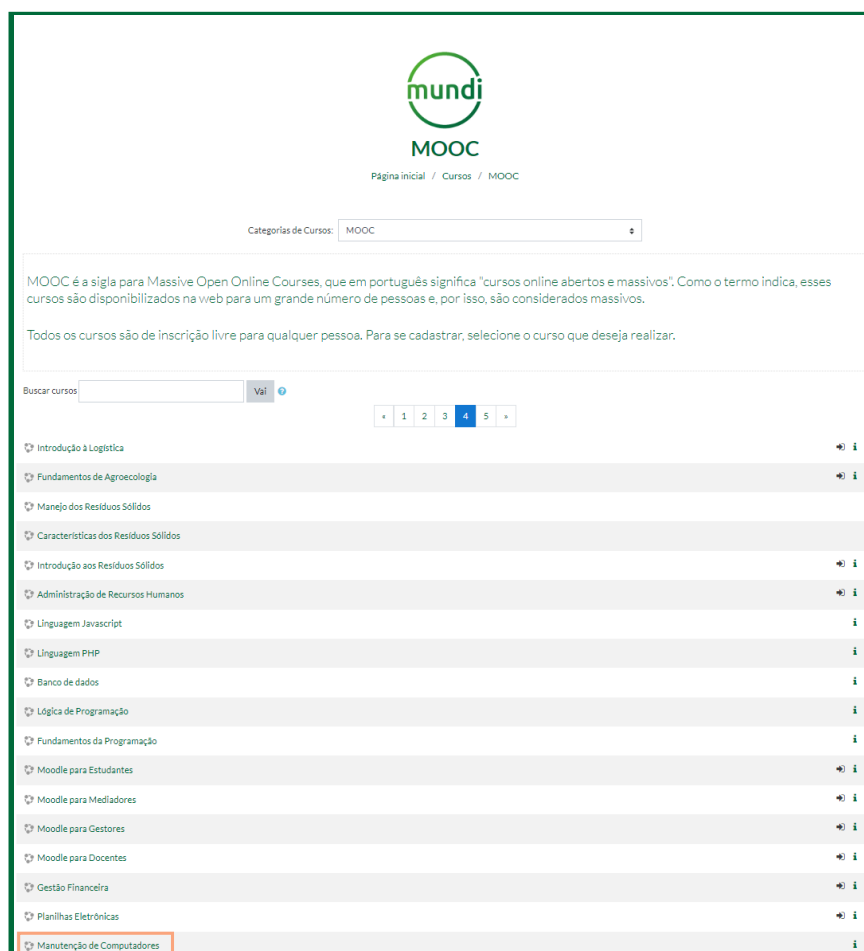 mundi
MOOC
Página inicial / Cursos / MOOC
Categorias de Cursos: MOOC
MOOC é a sigla para Massive Open Online Courses, que em português significa "cursos online abertos e massivos". Como o termo indica, esses
cursos são disponibilizados na web para um grande número de pessoas e, por isso, são considerados massivos.
Todos os cursos são de inscrição livre para qualquer pessoa. Para se cadastrar, selecione o curso que deseja realizar.
Buscar cursos Vai
« 1 2 3 4 5 »
Introdução à Logística
Fundamentos de Agroecologia
Manejo dos Resíduos Sólidos
Características dos Resíduos Sólidos
Introdução aos Resíduos Sólidos
Administração de Recursos Humanos
Linguagem Javascript
Linguagem PHP
Banco de dados
Lógica de Programação
Fundamentos da Programação
Moodle para Estudantes
Moodle para Mediadores
Moodle para Gestores
Moodle para Docentes
Gestão Financeira
Planilhas Eletrônicas
Manutenção de Computadores